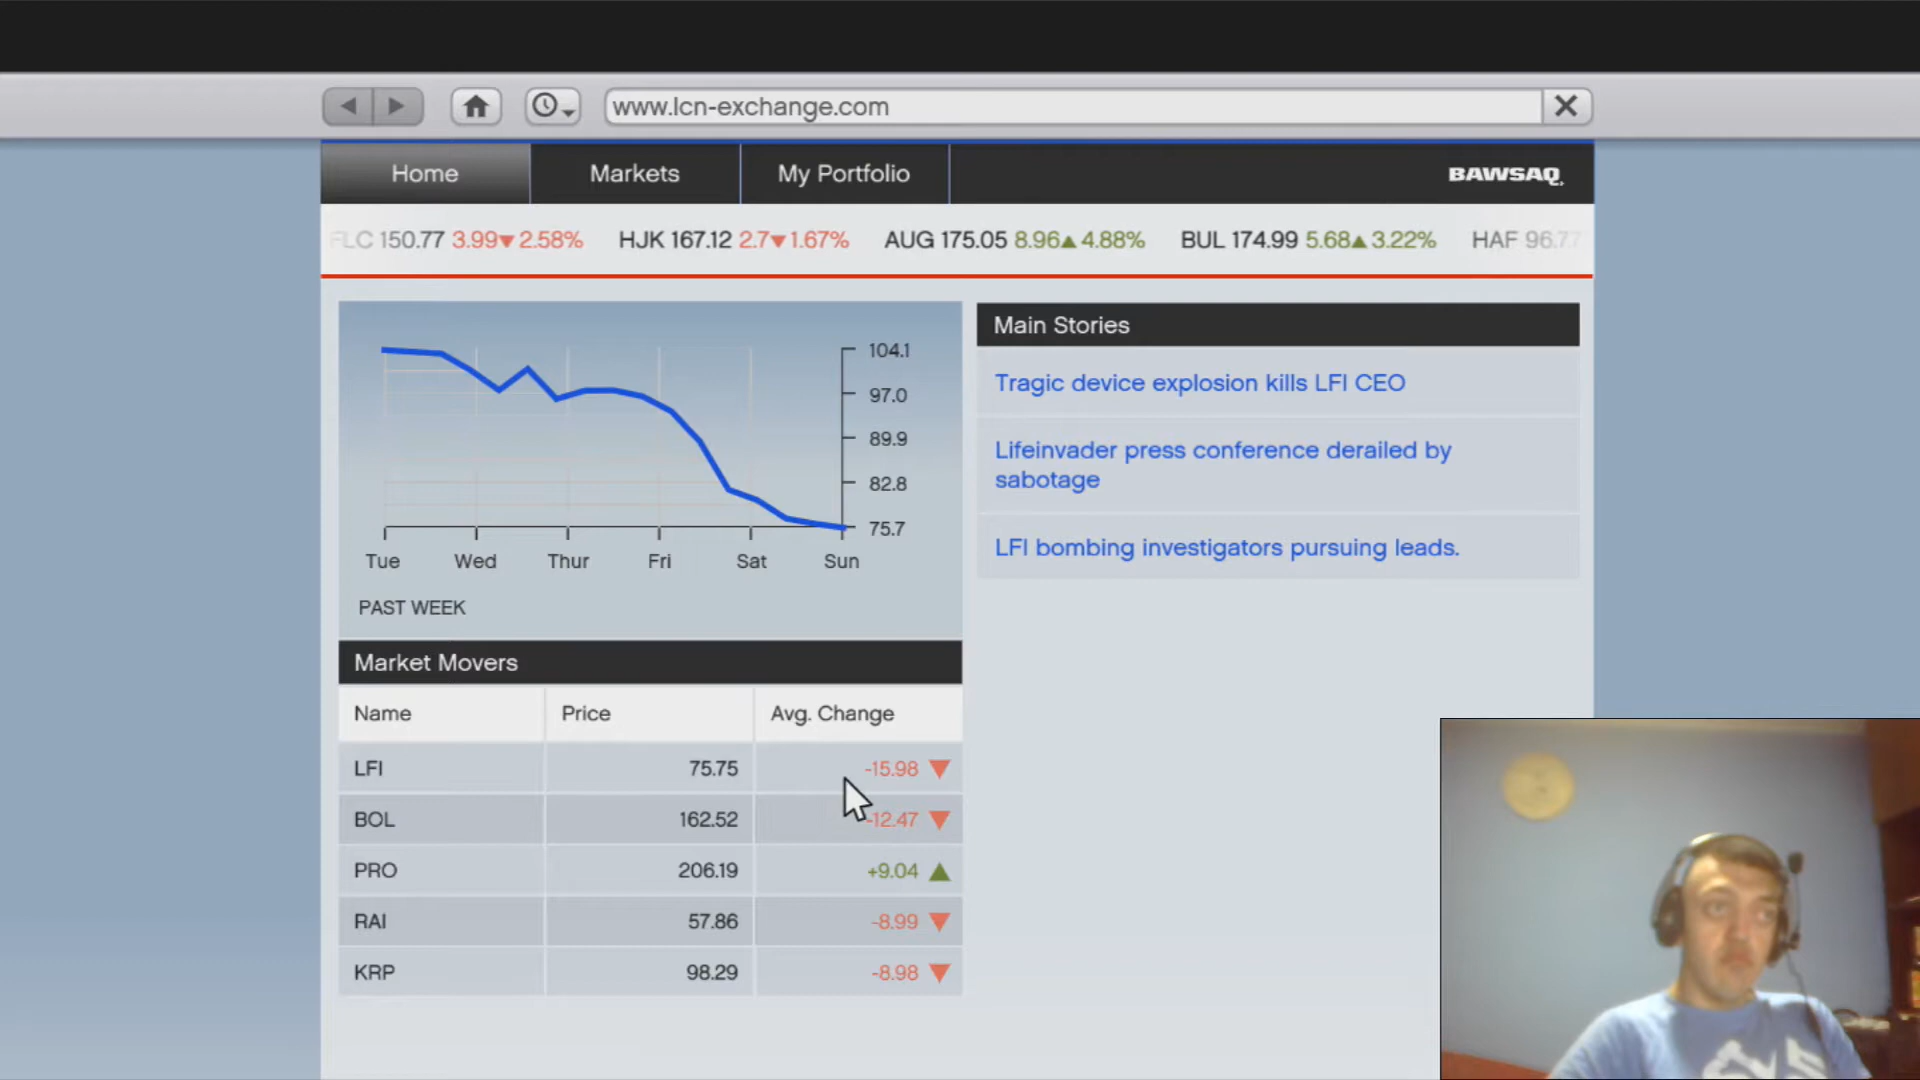 www.lcn-exchange.com
Home Markets My Portfolio BAWSAQ.
FLC 150.77 3.99▼2.58% HJK 167.12 2.7▼1.67% AUG 175.05 8.96▲4.88% BUL 174.99 5.68▲3.22% HAF 96.77
104.1
97.0
89.9
82.8
75.7
Tue Wed Thur Fri Sat Sun
PAST WEEK
Main Stories
Tragic device explosion kills LFI CEO
Lifeinvader press conference derailed by
sabotage
LFI bombing investigators pursuing leads.
Market Movers
Name Price Avg. Change
LFI 75.75 -15.98 ▼
BOL 162.52 -12.47 ▼
PRO 206.19 +9.04 ▲
RAI 57.86 -8.99 ▼
KRP 98.29 -8.98 ▼